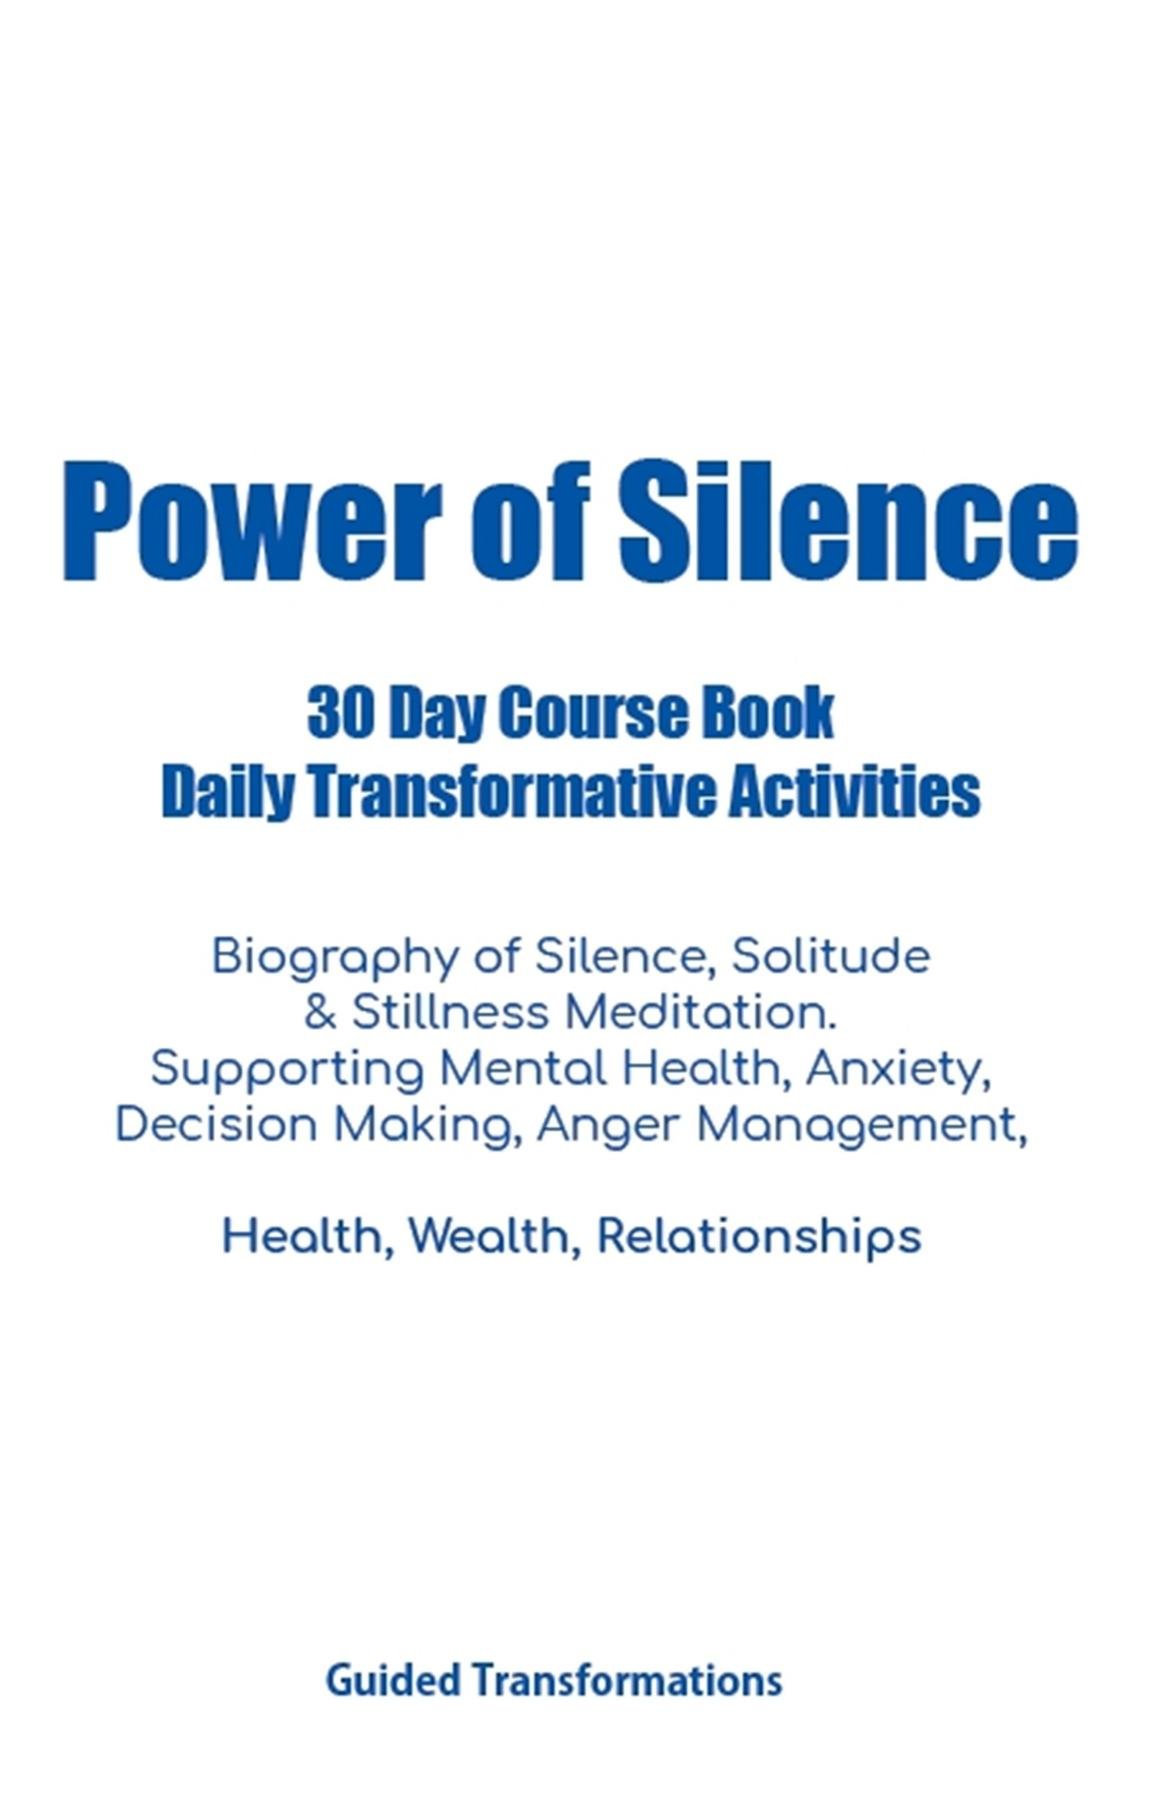 Power of Silence
30 Day Course Book
Daily Transformative Activities
Biography of Silence, Solitude
& Stillness Meditation.
Supporting Mental Health, Anxiety,
Decision Making, Anger Management,
Health, Wealth, Relationships
Guided Transformations